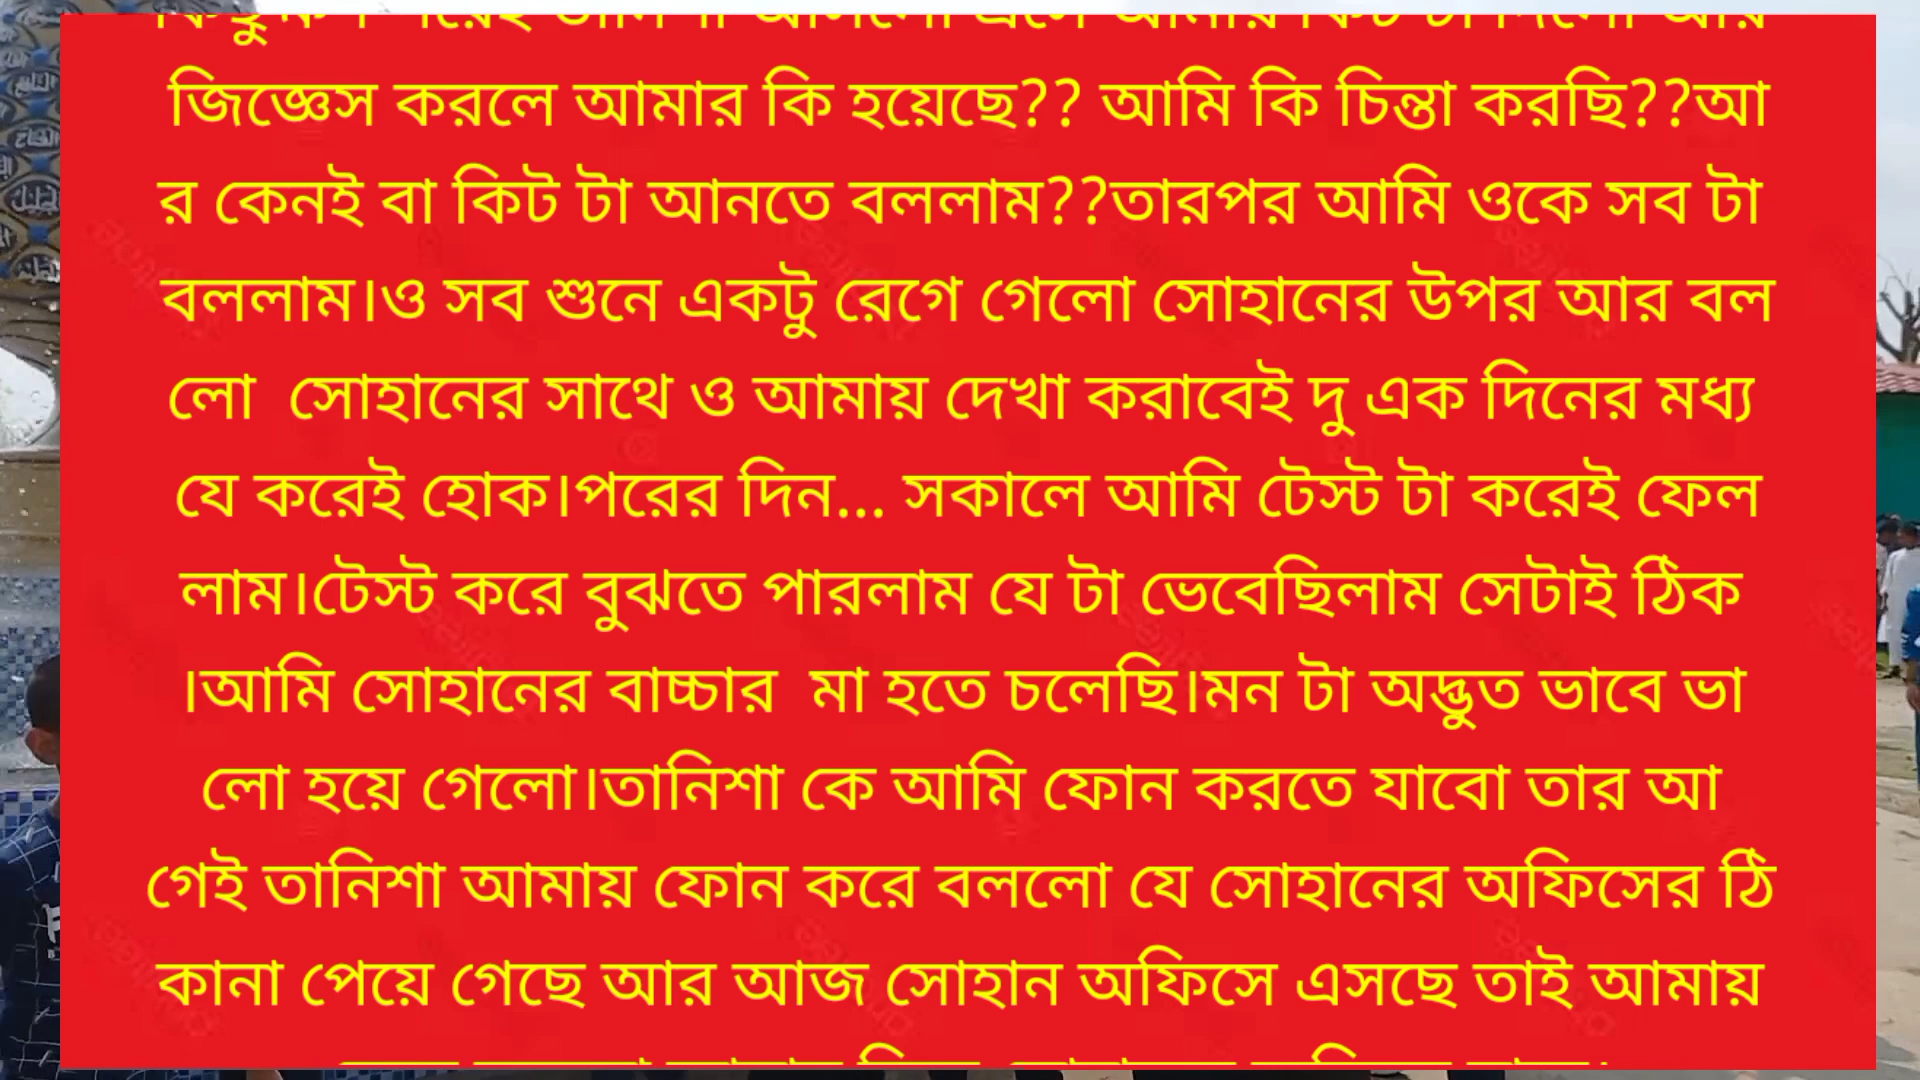 জিজ্ঞেস করলে আমার কি হয়েছে?? আমি কি চিন্তা করছি??আ
র কেনই বা কিট টা আনতে বললাম??তারপর আমি ওকে সব টা
বললাম।ও সব শুনে একটু রেগে গেলো সোহানের উপর আর বল
লো  সোহানের সাথে ও আমায় দেখা করাবেই দু এক দিনের মধ্য
যে করেই হোক।পরের দিন... সকালে আমি টেস্ট টা করেই ফেল
লাম।টেস্ট করে বুঝতে পারলাম যে টা ভেবেছিলাম সেটাই ঠিক
।আমি সোহানের বাচ্চার  মা হতে চলেছি।মন টা অদ্ভুত ভাবে ভা
লো হয়ে গেলো।তানিশা কে আমি ফোন করতে যাবো তার আ
গেই তানিশা আমায় ফোন করে বললো যে সোহানের অফিসের ঠি
কানা পেয়ে গেছে আর আজ সোহান অফিসে এসছে তাই আমায়